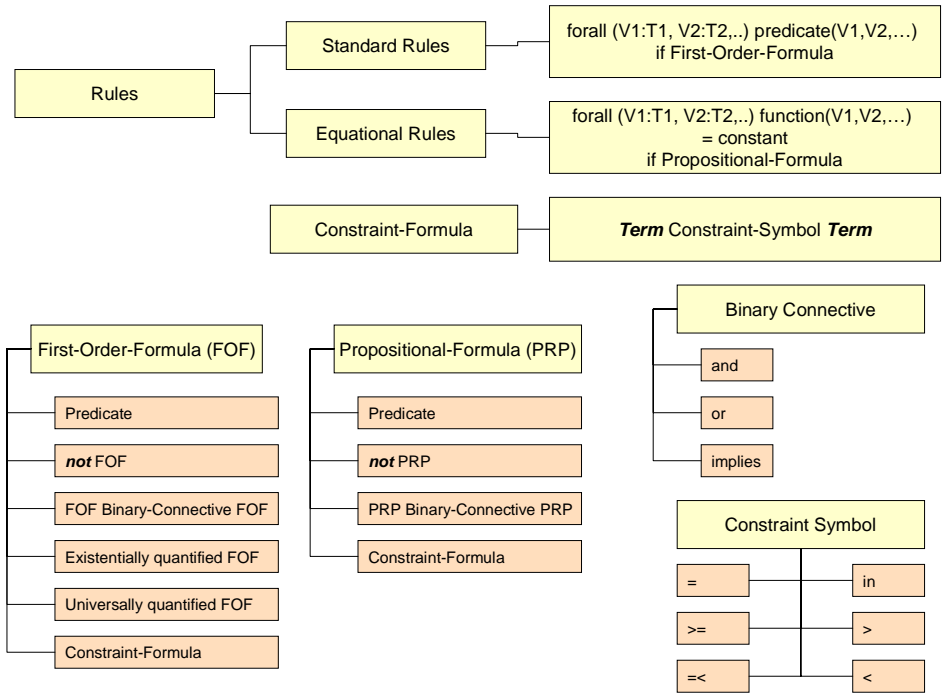 Rules
Standard Rules
forall (V1:T1, V2:T2,..) predicate(V1,V2,…)
if First-Order-Formula
Equational Rules
forall (V1:T1, V2:T2,..) function(V1,V2,…)
= constant
if Propositional-Formula
Constraint-Formula
Term Constraint-Symbol Term
First-Order-Formula (FOF)
Predicate
not FOF
FOF Binary-Connective FOF
Existentially quantified FOF
Universally quantified FOF
Constraint-Formula
Propositional-Formula (PRP)
Predicate
not PRP
PRP Binary-Connective PRP
Constraint-Formula
Binary Connective
and
or
implies
Constraint Symbol
=
in
>=
>
=<
<